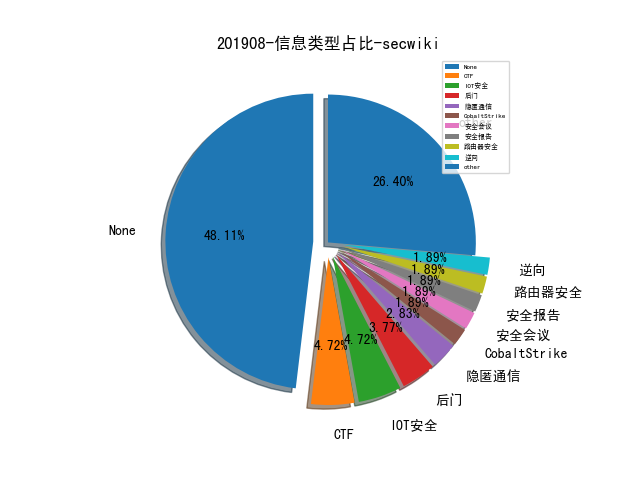 201908-信息类型占比-secwiki
None
CTF
IOT安全
后门
隐匿通信
CobaltStrike
安全会议
安全报告
路由器安全
逆向
other
26.40%
None
48.11%
1.89%
逆向
1.89%
路由器安全
1.89%
安全报告
1.89%
安全会议
1.89%
CobaltStrike
2.83%
隐匿通信
3.77%
后门
4.72%
IOT安全
4.72%
CTF